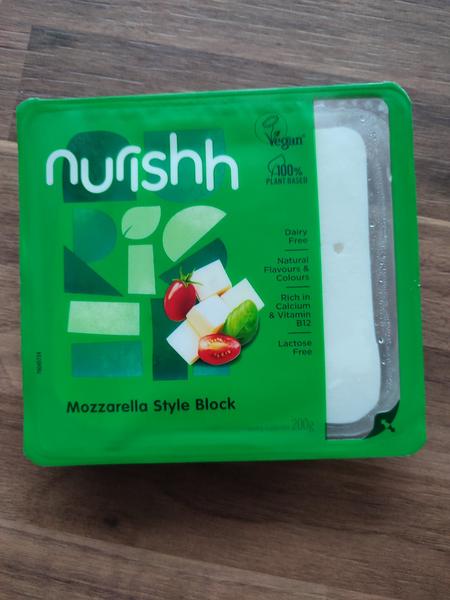 nurishh
Vegan
100%
PLANT BASED
Dairy
Free
Natural
Flavours &
Colours
Rich in
Calcium
& Vitamin
B12
Lactose
Free
Mozzarella Style Block
200g